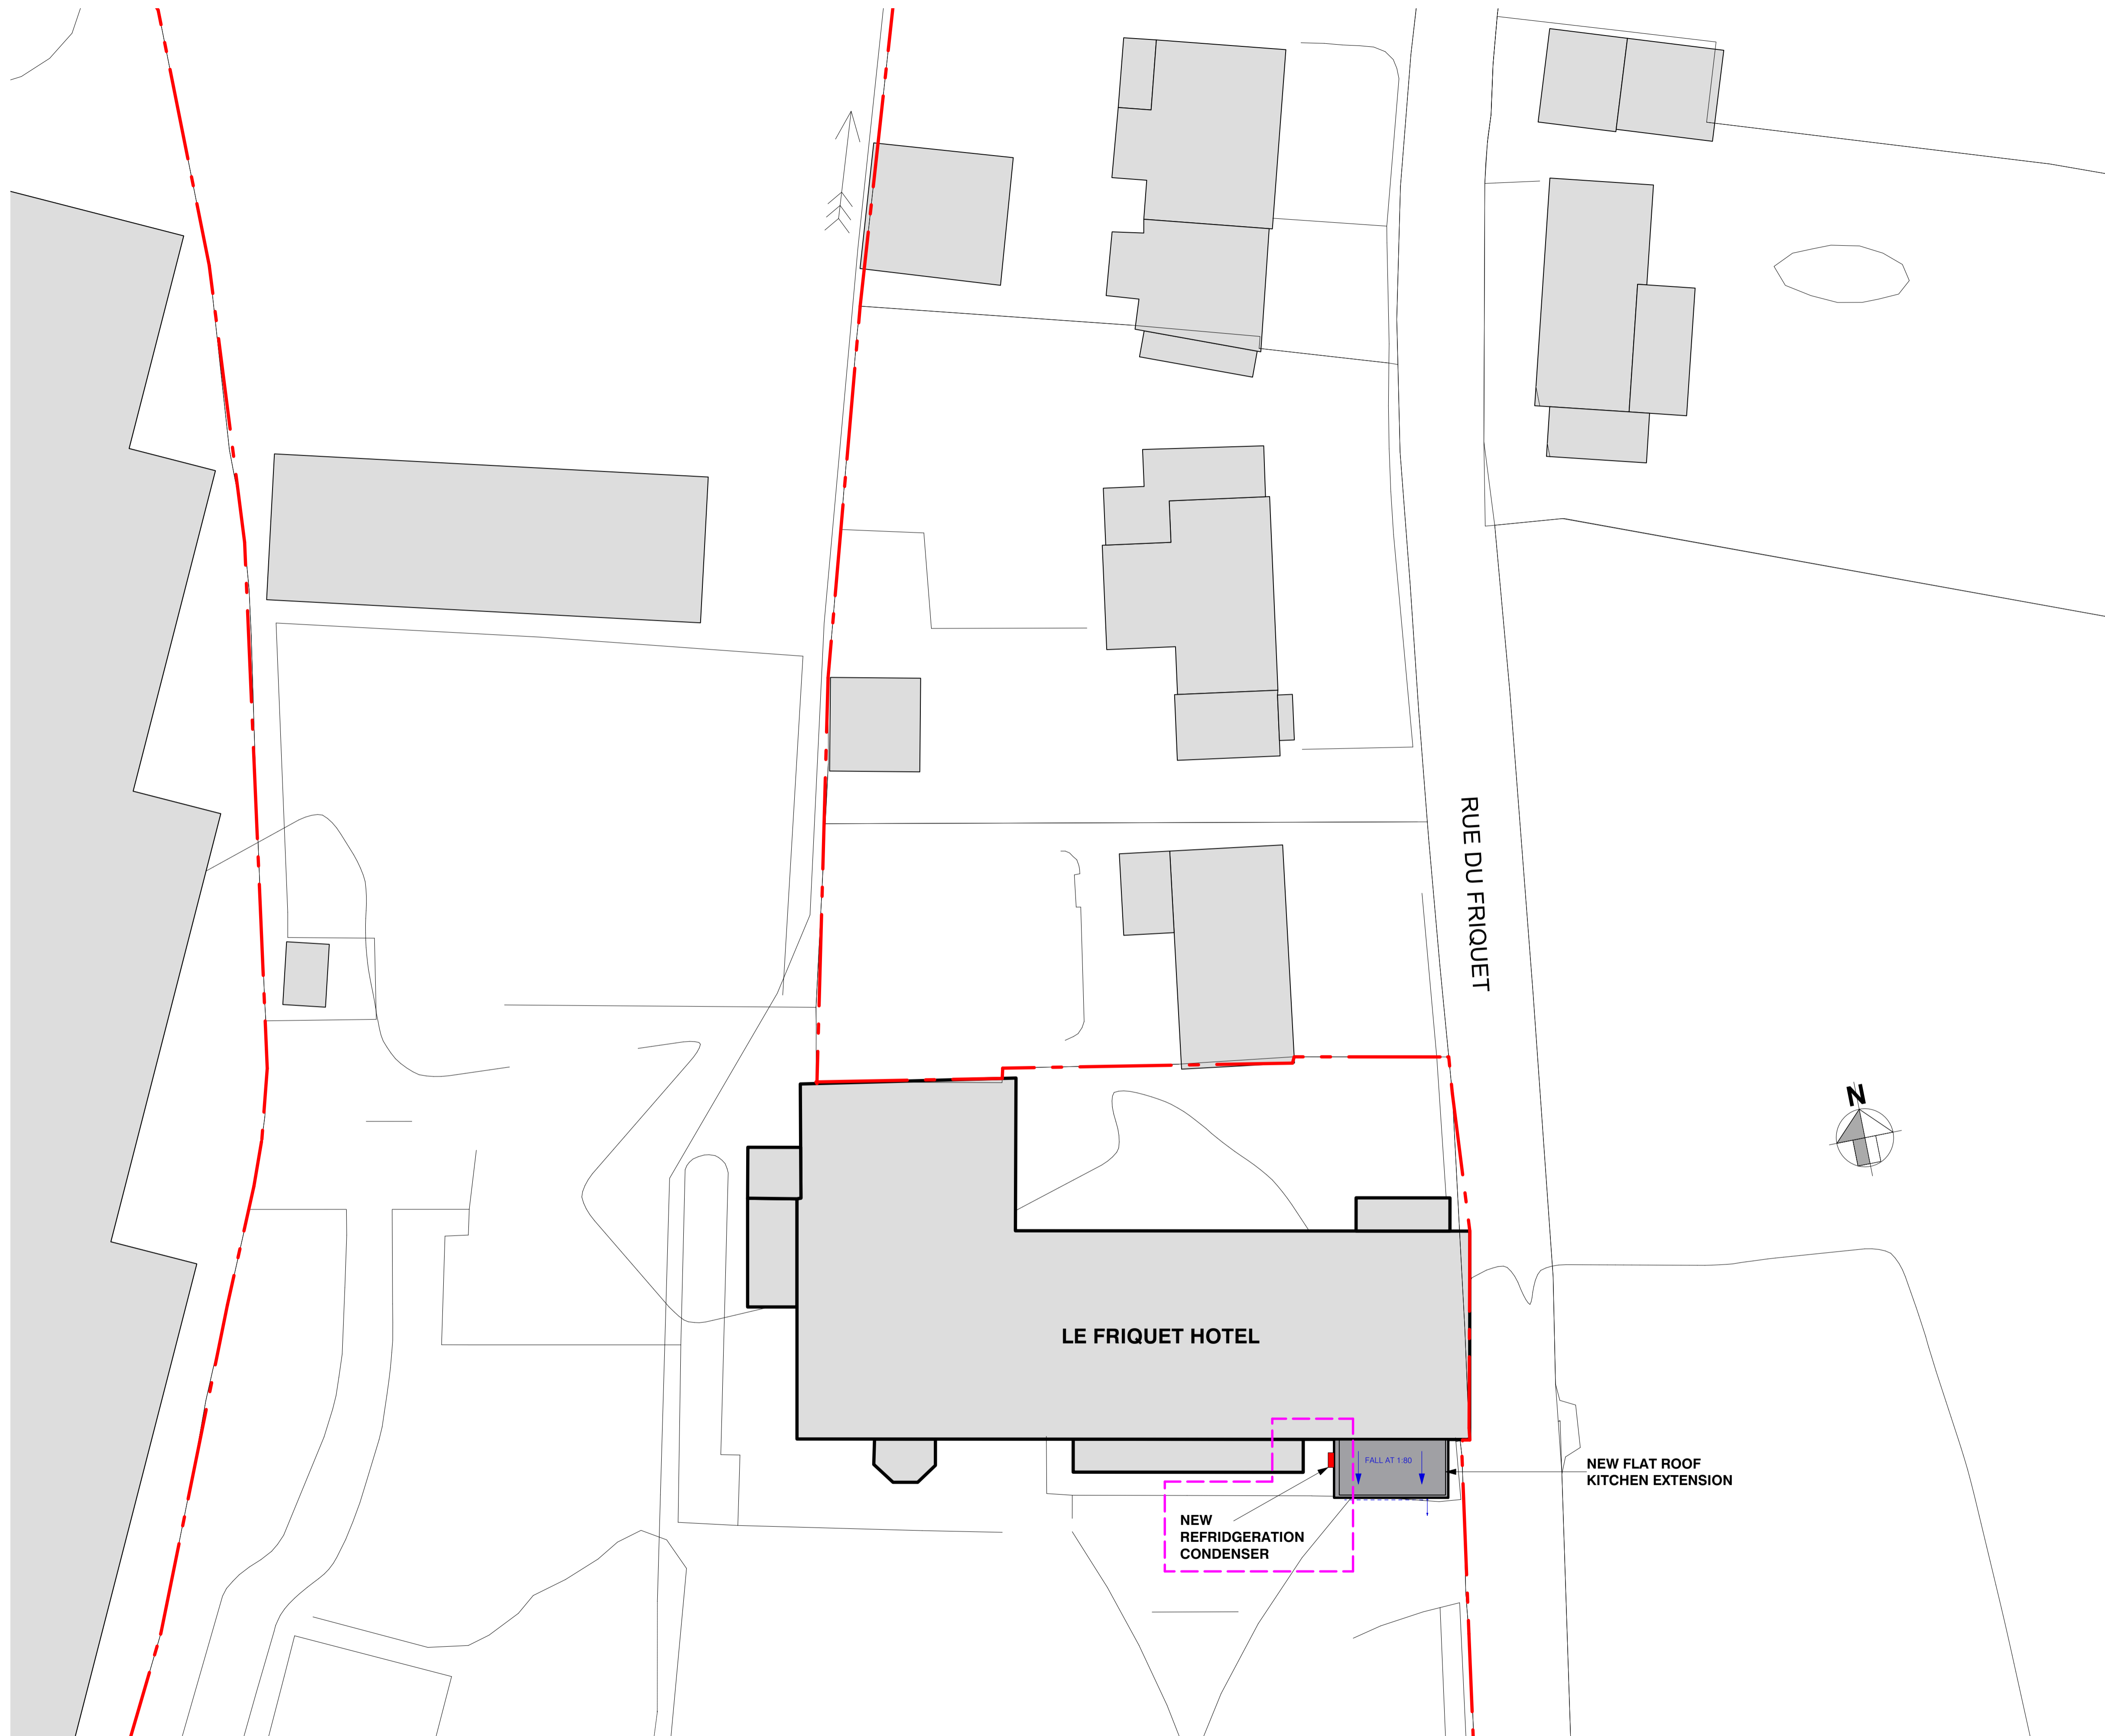 RUE DU FRIQUET
N
LE FRIQUET HOTEL
FALL AT 1:80
NEW FLAT ROOF
KITCHEN EXTENSION
NEW
REFRIDGERATION
CONDENSER